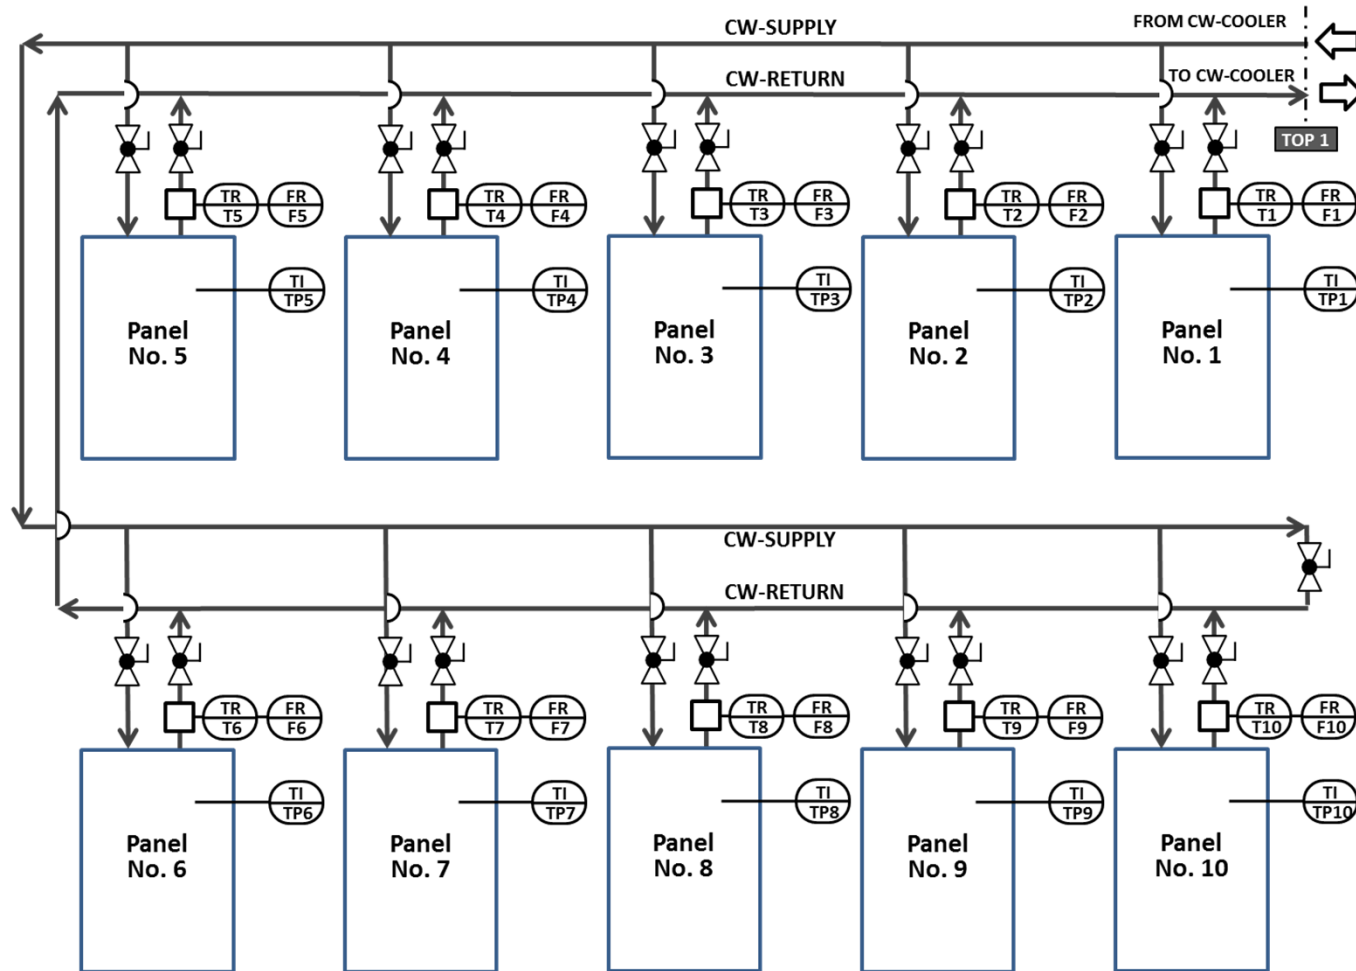 CW-SUPPLY
FROM CW-COOLER
CW-RETURN
TO CW-COOLER
TOP 1
TR
T5
FR
F5
TR
T4
FR
F4
TR
T3
FR
F3
TR
T2
FR
F2
TR
T1
FR
F1
TI
TP5
TI
TP4
TI
TP3
TI
TP2
TI
TP1
Panel
No. 5
Panel
No. 4
Panel
No. 3
Panel
No. 2
Panel
No. 1
CW-SUPPLY
CW-RETURN
TR
T6
FR
F6
TR
T7
FR
F7
TR
T8
FR
F8
TR
T9
FR
F9
TR
T10
FR
F10
TI
TP6
TI
TP7
TI
TP8
TI
TP9
TI
TP10
Panel
No. 6
Panel
No. 7
Panel
No. 8
Panel
No. 9
Panel
No. 10